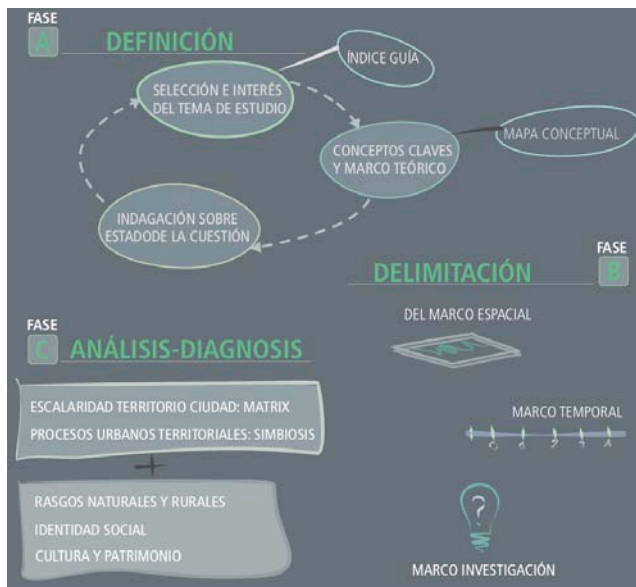 FASE
A DEFINICIÓN
ÍNDICE GUÍA
SELECCIÓN E INTERÉS
DEL TEMA DE ESTUDIO
CONCEPTOS CLAVES
Y MARCO TEÓRICO
MAPA CONCEPTUAL
INDAGACIÓN SOBRE
ESTADODE LA CUESTIÓN
FASE
DELIMITACIÓN B
DEL MARCO ESPACIAL
MARCO TEMPORAL
?
MARCO INVESTIGACIÓN
FASE
C ANÁLISIS-DIAGNOSIS
ESCALARIDAD TERRITORIO CIUDAD: MATRIX
PROCESOS URBANOS TERRITORIALES: SIMBIOSIS
+
RASGOS NATURALES Y RURALES
IDENTIDAD SOCIAL
CULTURA Y PATRIMONIO